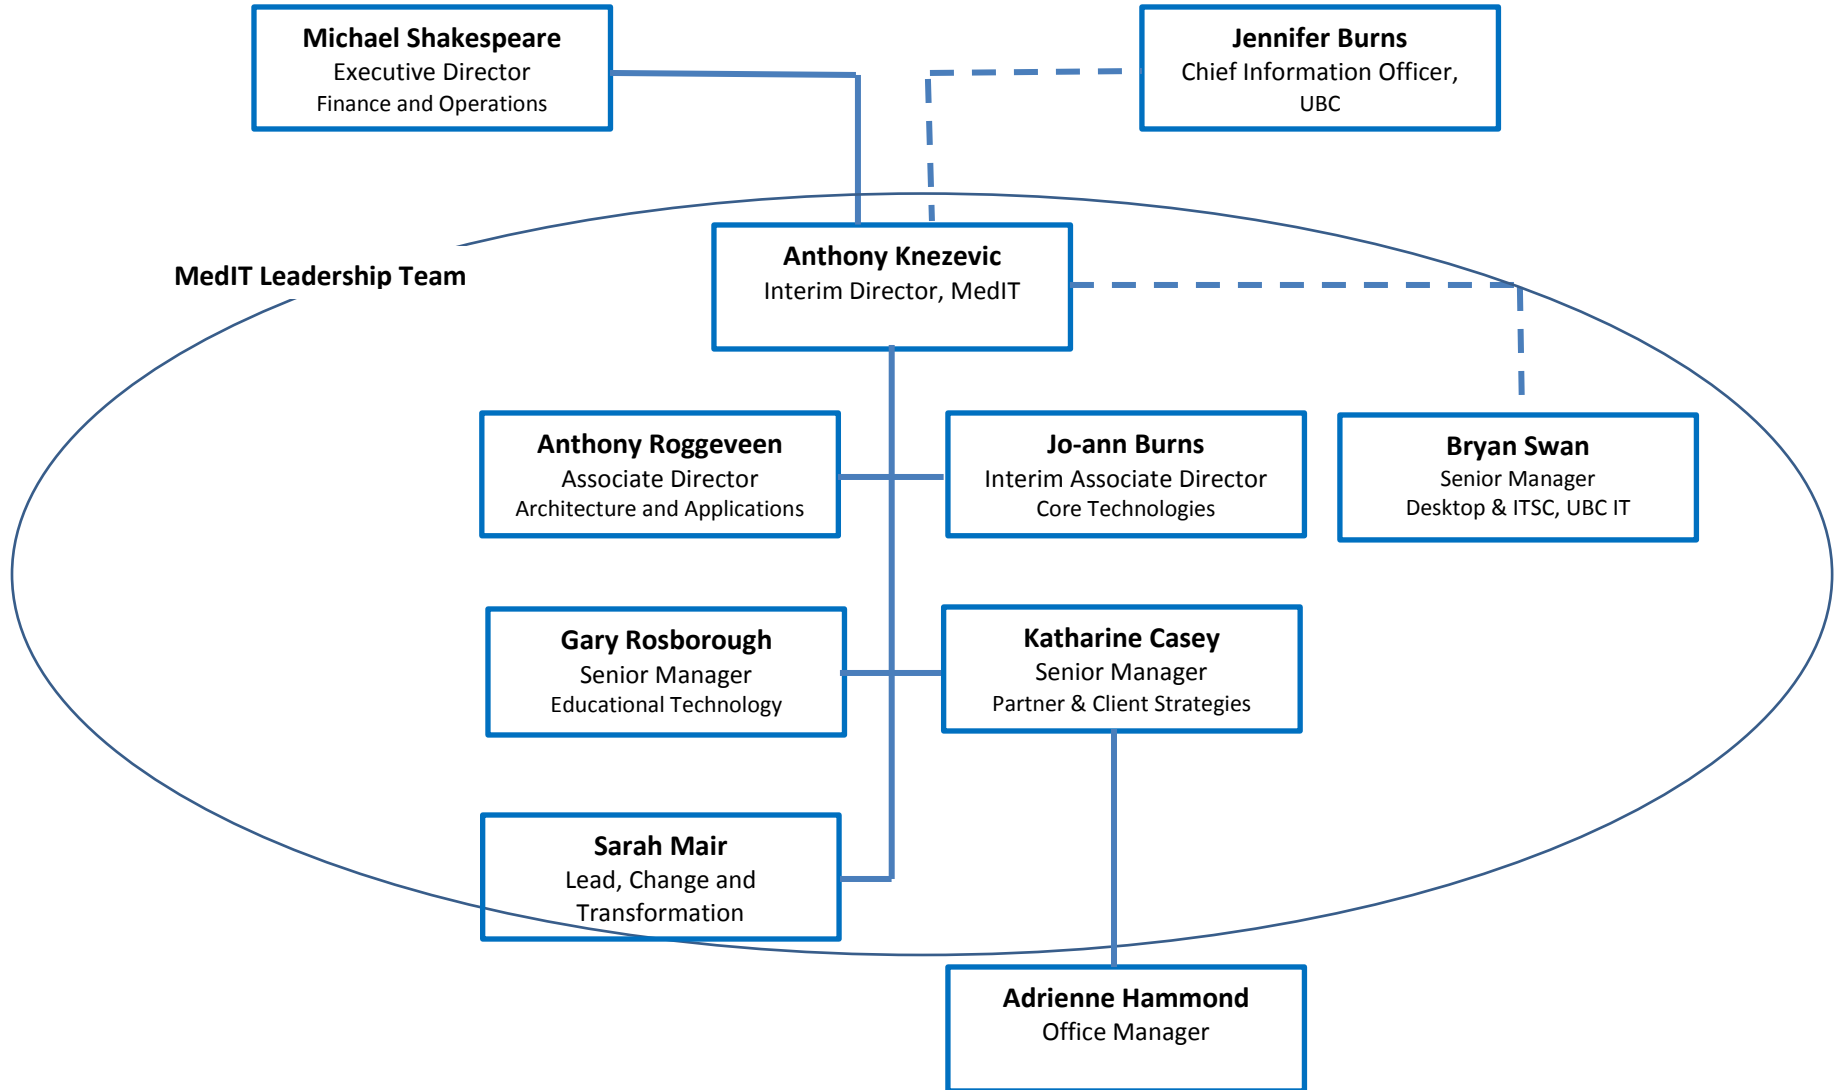 Michael Shakespeare
Executive Director
Finance and Operations
Jennifer Burns
Chief Information Officer,
UBC
MedIT Leadership Team
Anthony Knezevic
Interim Director, MedIT
Anthony Roggeveen
Associate Director
Architecture and Applications
Jo-ann Burns
Interim Associate Director
Core Technologies
Bryan Swan
Senior Manager
Desktop & ITSC, UBC IT
Gary Rosborough
Senior Manager
Educational Technology
Katharine Casey
Senior Manager
Partner & Client Strategies
Sarah Mair
Lead, Change and
Transformation
Adrienne Hammond
Office Manager